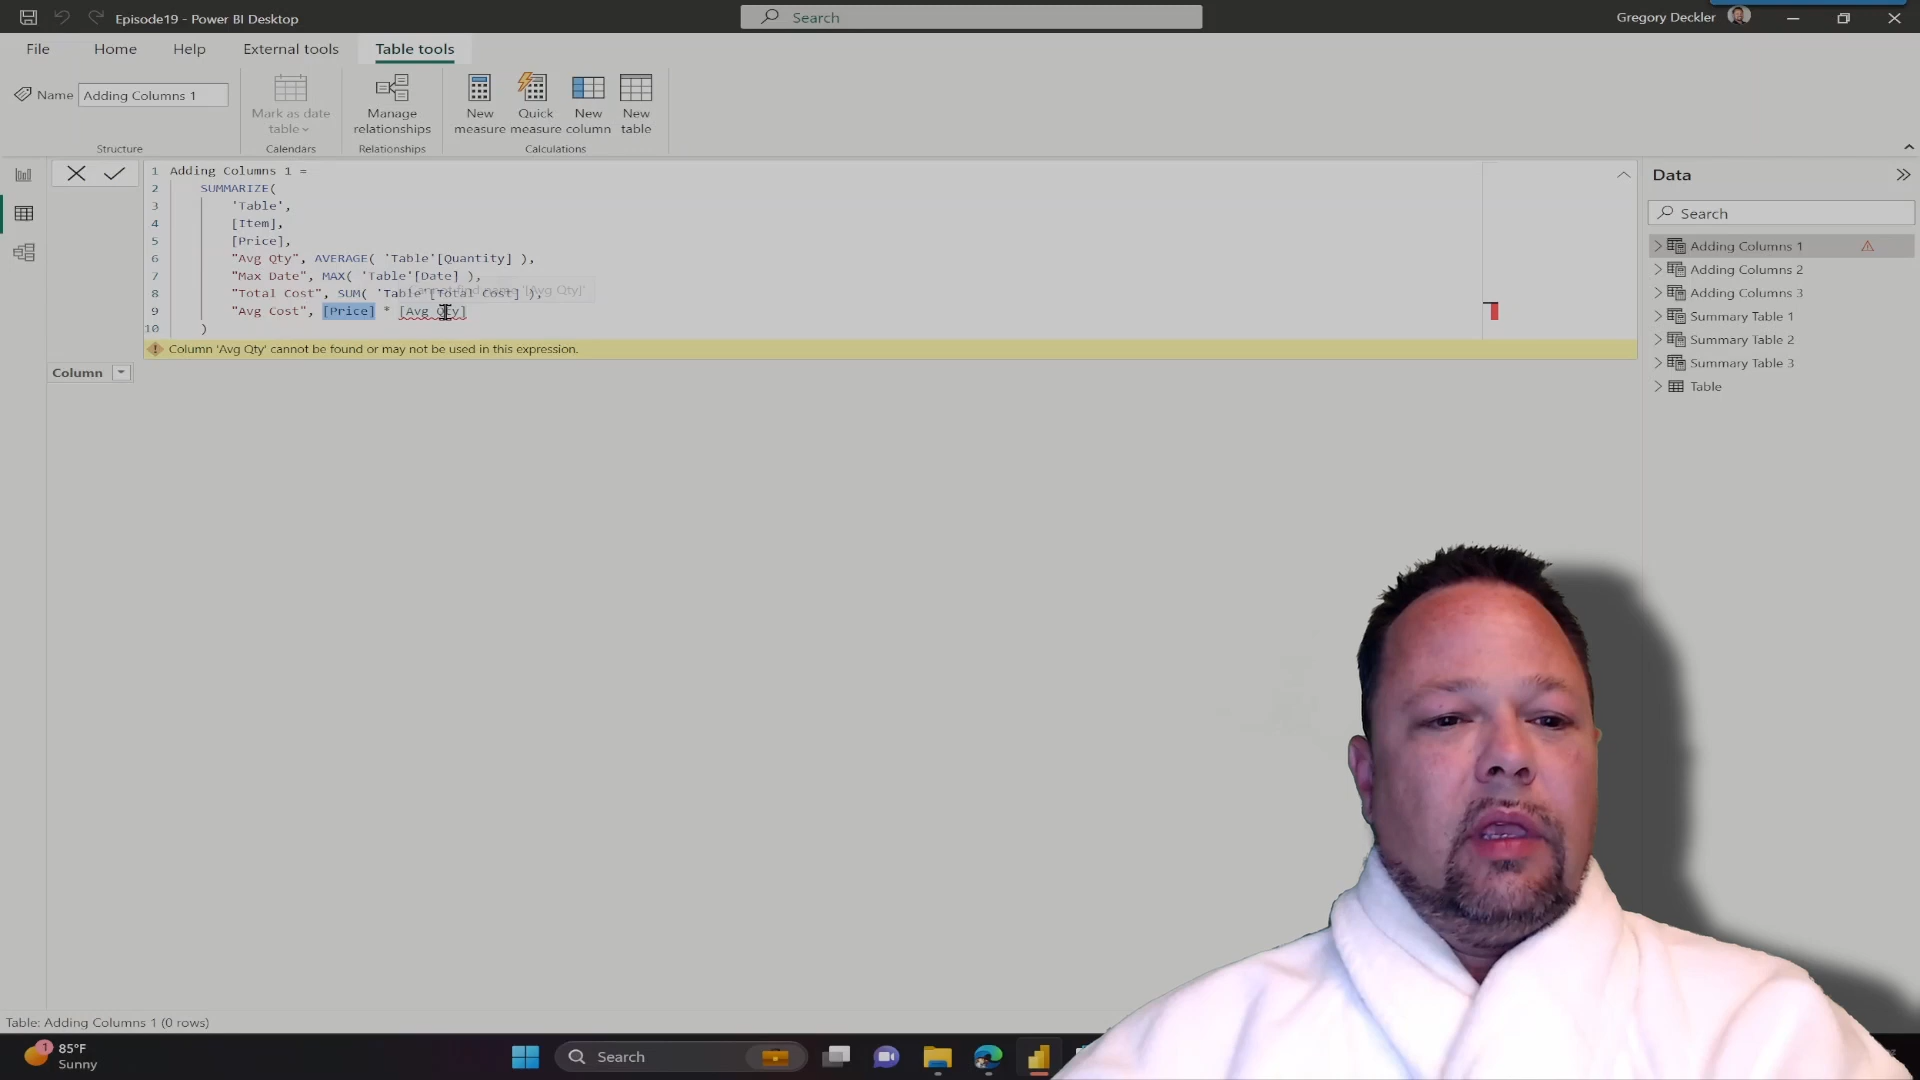 Episode19 - Power BI Desktop
Search
Gregory Deckler
File Home Help External tools Table tools
Name Adding Columns 1
Mark as date table
Manage relationships
New measure
Quick measure
New column
New table
Structure
Calendars
Relationships
Calculations
1 Adding Columns 1 =
2 SUMMARIZE(
3 'Table',
4 [Item],
5 [Price],
6 "Avg Qty", AVERAGE( 'Table'[Quantity] ),
7 "Max Date", MAX( 'Table'[Date] ),
8 "Total Cost", SUM( 'Table'[Total Cost] ),
Cannot find name '[Avg Qty]'
9 "Avg Cost", [Price] * [Avg Qty]
10 )
Column 'Avg Qty' cannot be found or may not be used in this expression.
Column
Data
Search
Adding Columns 1
Adding Columns 2
Adding Columns 3
Summary Table 1
Summary Table 2
Summary Table 3
Table
Table: Adding Columns 1 (0 rows)
1
85°F
Sunny
Search